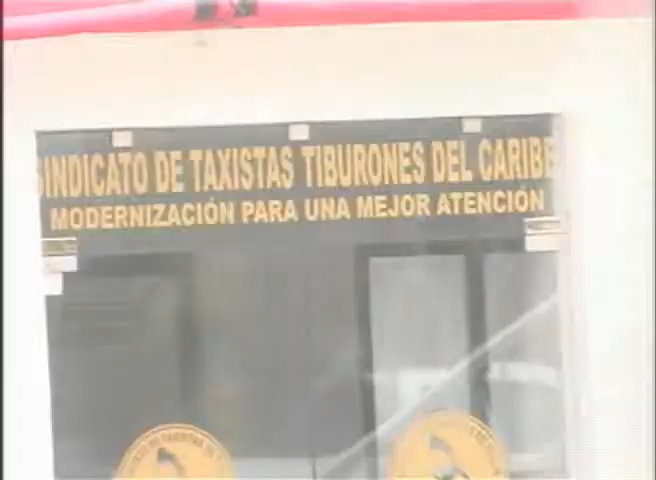 SINDICATO DE TAXISTAS TIBURONES DEL CARIBE
MODERNIZACIÓN PARA UNA MEJOR ATENCIÓN